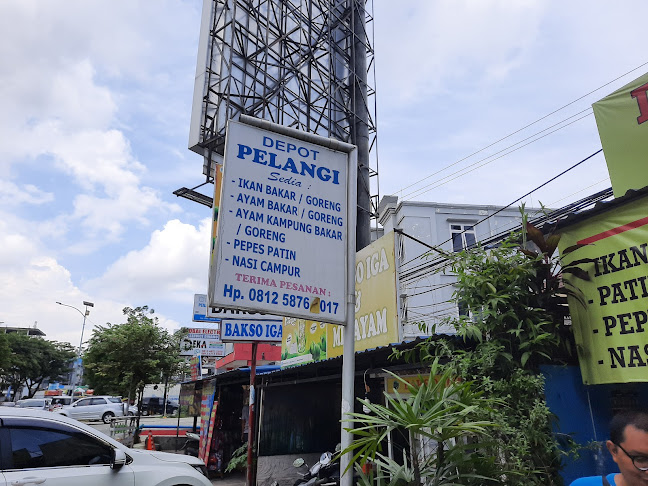 DEPOT
PELANGI
Sedia :
- IKAN BAKAR / GORENG
- AYAM BAKAR / GORENG
- AYAM KAMPUNG BAKAR
/ GORENG
- PEPES PATIN
- NASI CAMPUR
TERIMA PESANAN :
Hp. 0812 5876 2017
BAKSO IGA
IGA
AYAM
IKAN
- PATI
- PEP
- NAS